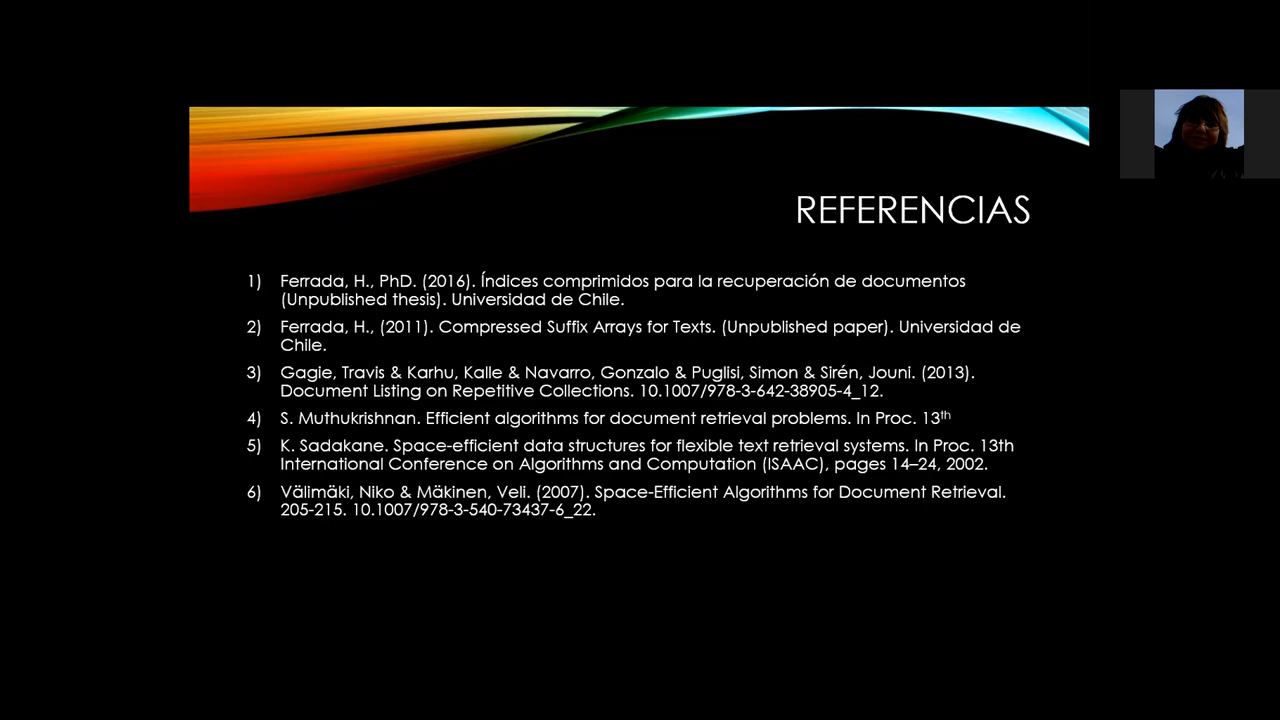 REFERENCIAS
1) Ferrada, H., PhD. (2016). Índices comprimidos para la recuperación de documentos
(Unpublished thesis). Universidad de Chile.
2) Ferrada, H., (2011). Compressed Suffix Arrays for Texts. (Unpublished paper). Universidad de
Chile.
3) Gagie, Travis & Karhu, Kalle & Navarro, Gonzalo & Puglisi, Simon & Sirén, Jouni. (2013).
Document Listing on Repetitive Collections. 10.1007/978-3-642-38905-4_12.
4) S. Muthukrishnan. Efficient algorithms for document retrieval problems. In Proc. 13th
5) K. Sadakane. Space-efficient data structures for flexible text retrieval systems. In Proc. 13th
International Conference on Algorithms and Computation (ISAAC), pages 14–24, 2002.
6) Välimäki, Niko & Mäkinen, Veli. (2007). Space-Efficient Algorithms for Document Retrieval.
205-215. 10.1007/978-3-540-73437-6_22.